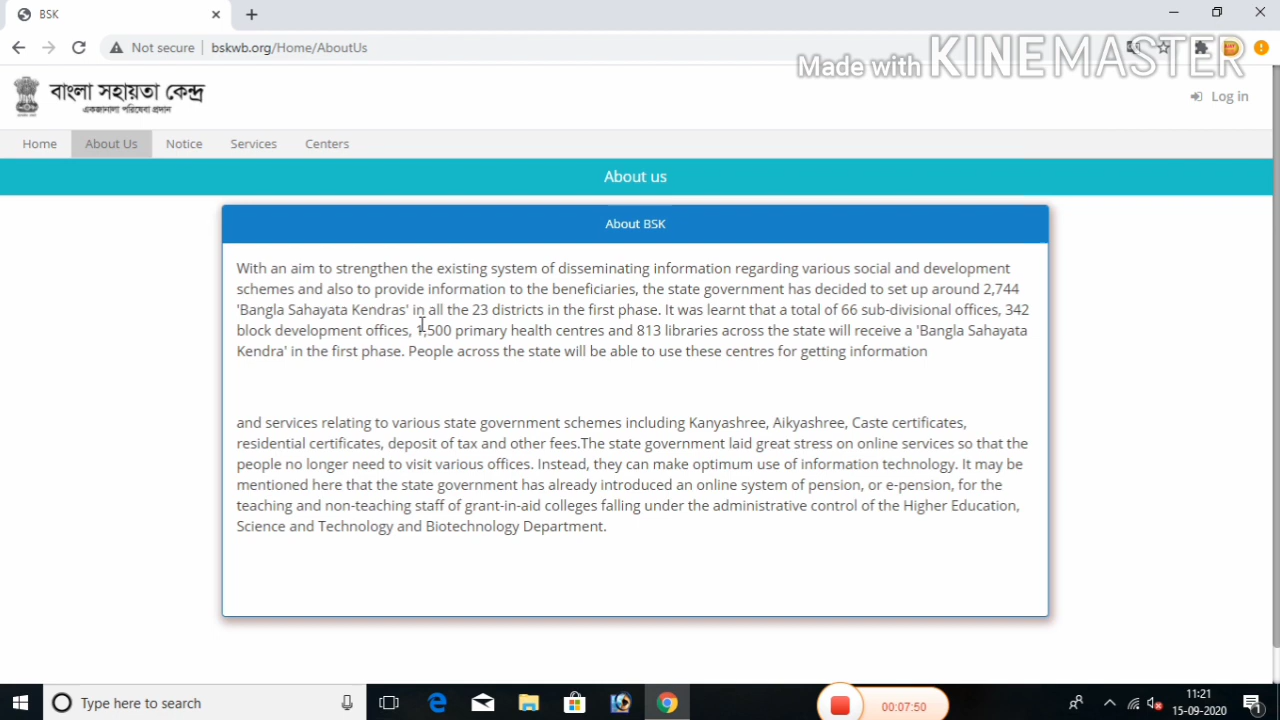 BSK
Not secure
bskwb.org/Home/AboutUs
Made with KINEMASTER
বাংলা সহায়তা কেন্দ্র
একজানালা পরিষেবা প্রদান
Log in
Home
About Us
Notice
Services
Centers
About us
About BSK
With an aim to strengthen the existing system of disseminating information regarding various social and development
schemes and also to provide information to the beneficiaries, the state government has decided to set up around 2,744
'Bangla Sahayata Kendras' in all the 23 districts in the first phase. It was learnt that a total of 66 sub-divisional offices, 342
block development offices, 1,500 primary health centres and 813 libraries across the state will receive a 'Bangla Sahayata
Kendra' in the first phase. People across the state will be able to use these centres for getting information
and services relating to various state government schemes including Kanyashree, Aikyashree, Caste certificates,
residential certificates, deposit of tax and other fees.The state government laid great stress on online services so that the
people no longer need to visit various offices. Instead, they can make optimum use of information technology. It may be
mentioned here that the state government has already introduced an online system of pension, or e-pension, for the
teaching and non-teaching staff of grant-in-aid colleges falling under the administrative control of the Higher Education,
Science and Technology and Biotechnology Department.
Type here to search
00:07:50
11:21
15-09-2020
1